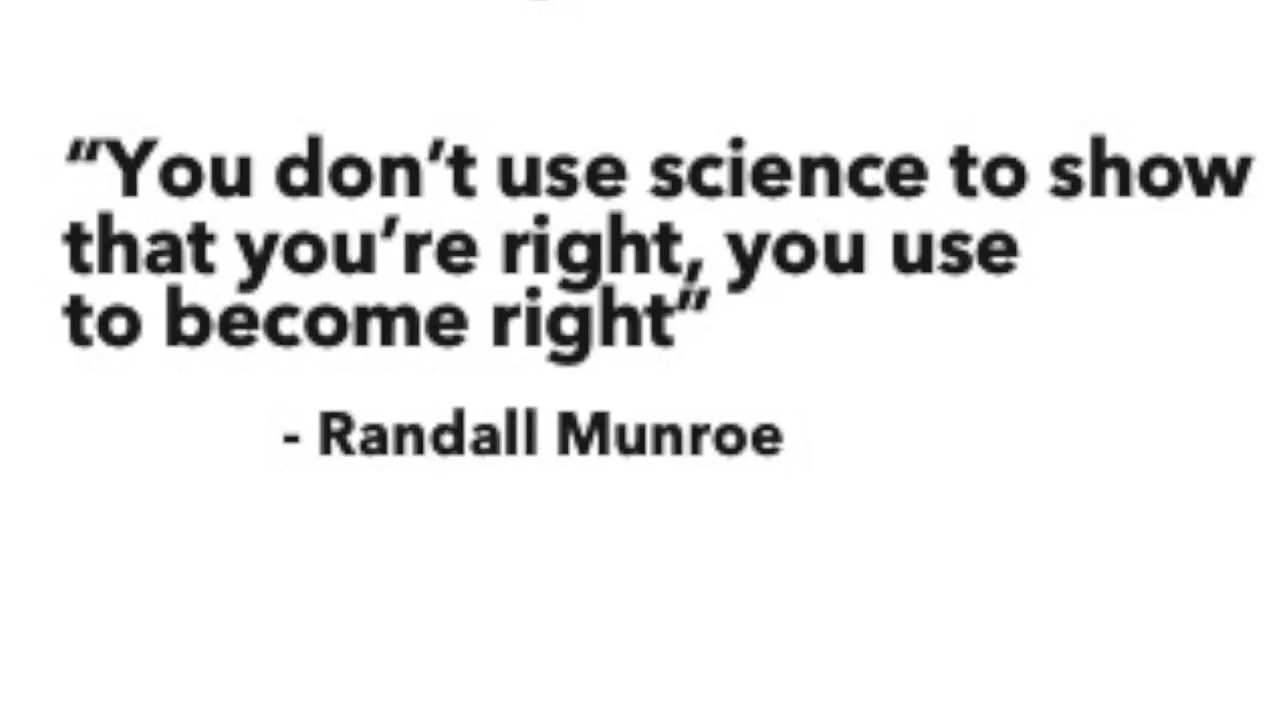 “You don’t use science to show
that you’re right, you use
to become right”
- Randall Munroe